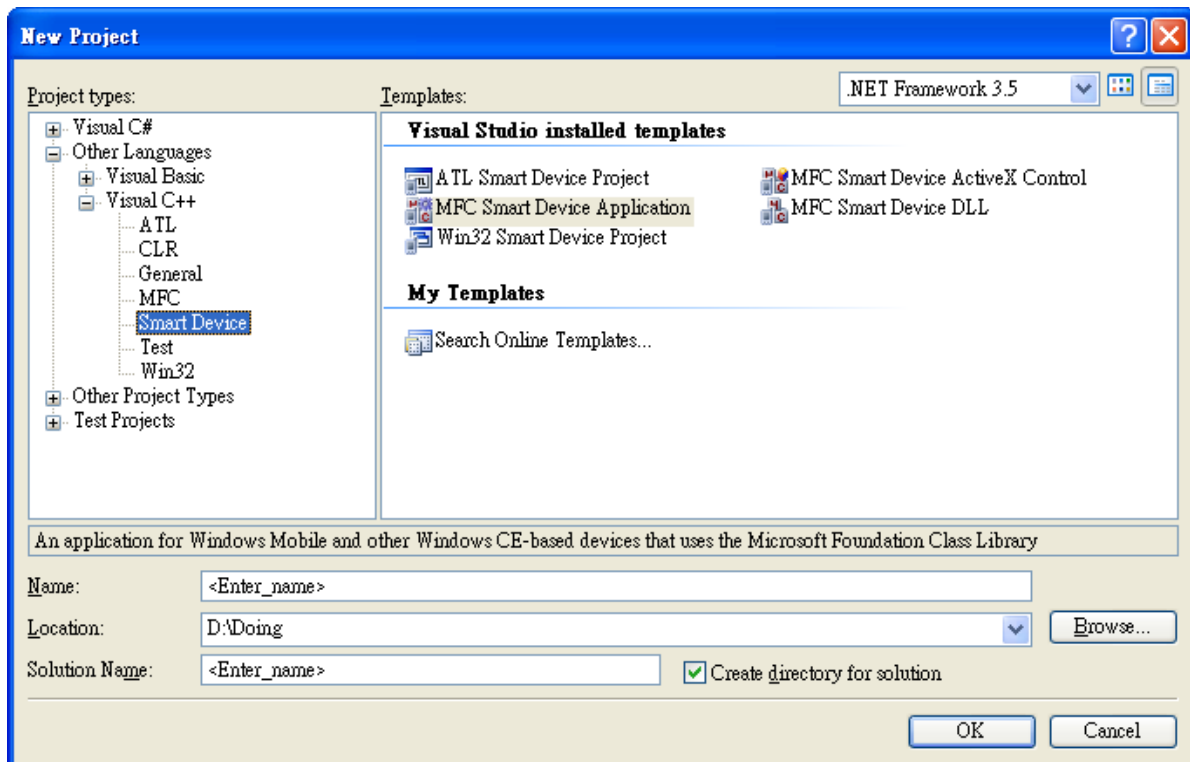 New Project
Project types:
Templates:
.NET Framework 3.5
Visual C#
Other Languages
Visual Basic
Visual C++
ATL
CLR
General
MFC
Smart Device
Test
Win32
Other Project Types
Test Projects
Visual Studio installed templates
ATL Smart Device Project
MFC Smart Device ActiveX Control
MFC Smart Device Application
MFC Smart Device DLL
Win32 Smart Device Project
My Templates
Search Online Templates...
An application for Windows Mobile and other Windows CE-based devices that uses the Microsoft Foundation Class Library
Name:
<Enter_name>
Location:
D:\Doing
Browse...
Solution Name:
<Enter_name>
Create directory for solution
OK
Cancel